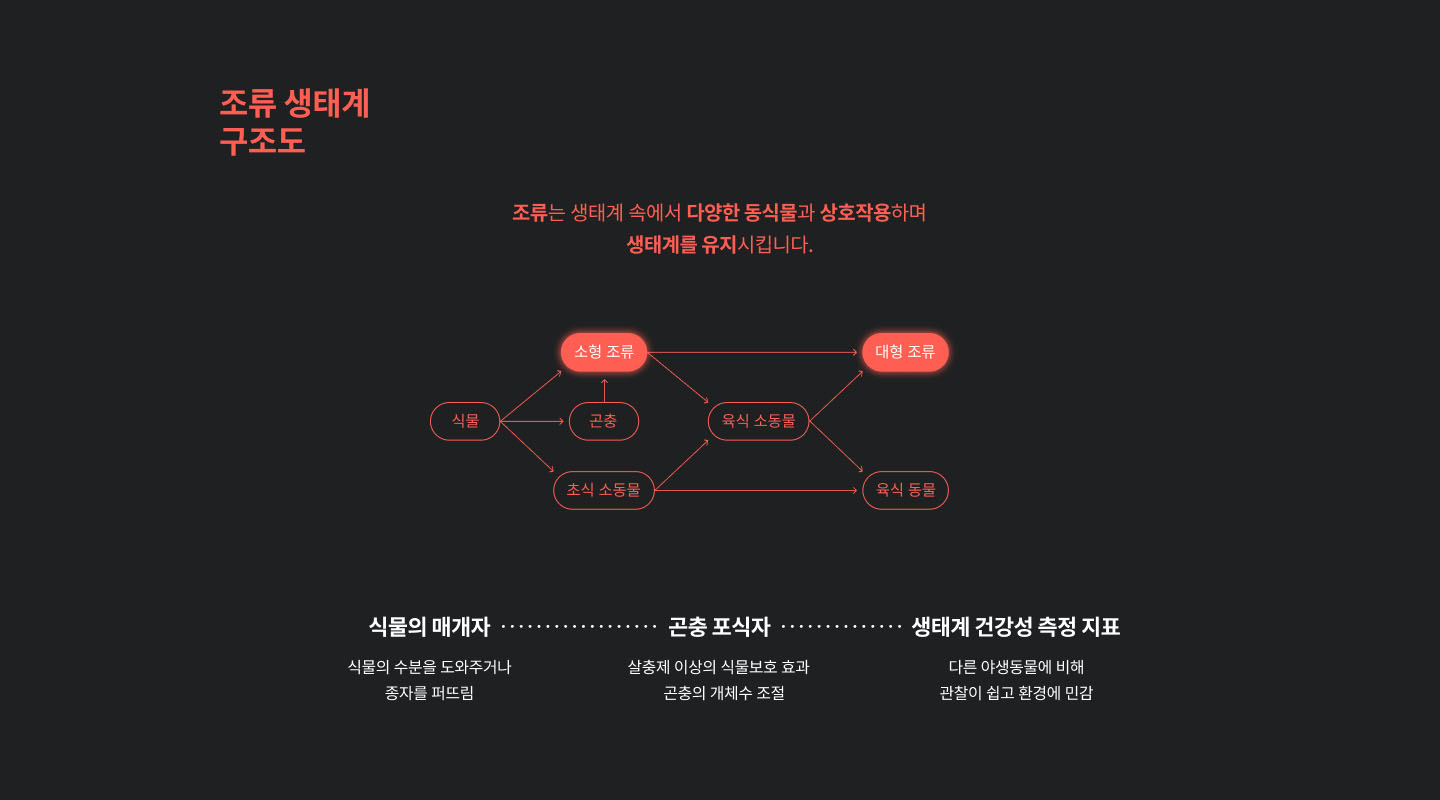 조류 생태계
구조도
조류는 생태계 속에서 다양한 동식물과 상호작용하며
생태계를 유지시킵니다.
소형 조류
대형 조류
식물
곤충
육식 소동물
초식 소동물
육식 동물
식물의 매개자
곤충 포식자
생태계 건강성 측정 지표
식물의 수분을 도와주거나
종자를 퍼뜨림
살충제 이상의 식물보호 효과
곤충의 개체수 조절
다른 야생동물에 비해
관찰이 쉽고 환경에 민감